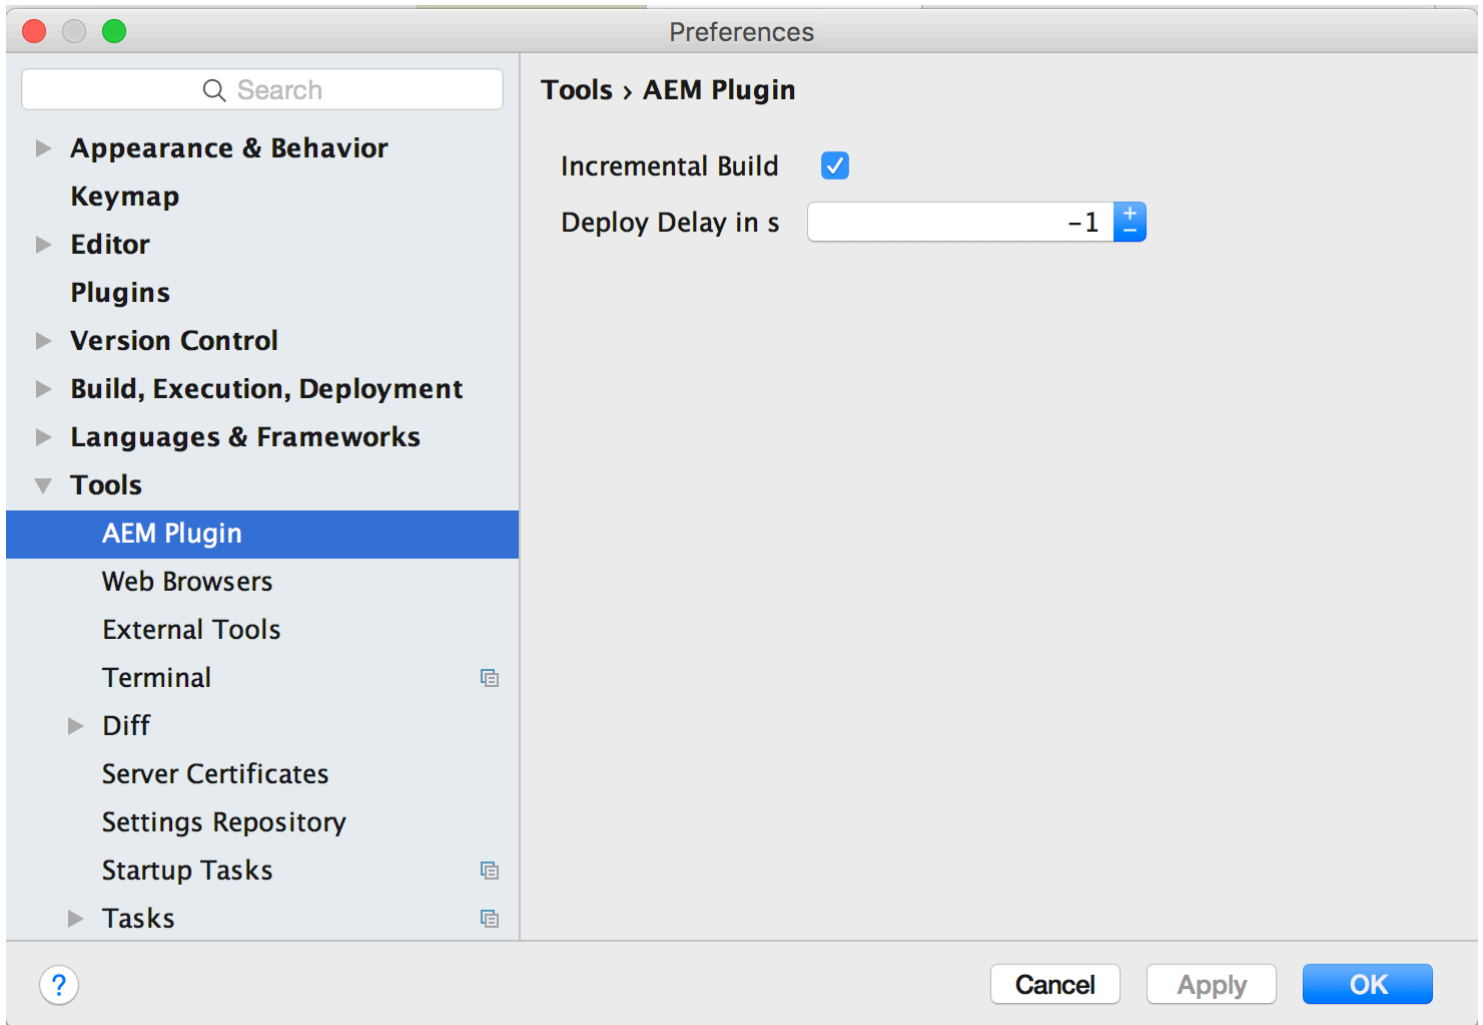 Preferences
Search
Appearance & Behavior
Keymap
Editor
Plugins
Version Control
Build, Execution, Deployment
Languages & Frameworks
Tools
AEM Plugin
Web Browsers
External Tools
Terminal
Diff
Server Certificates
Settings Repository
Startup Tasks
Tasks
Tools › AEM Plugin
Incremental Build
Deploy Delay in s -1
?
Cancel Apply OK